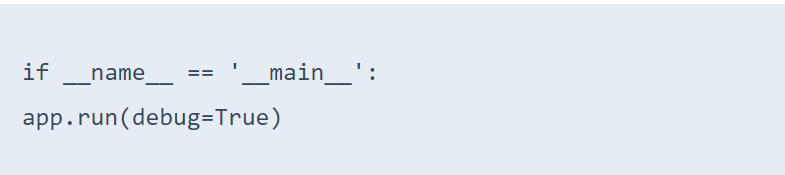 if __name__ == '__main__':
app.run(debug=True)